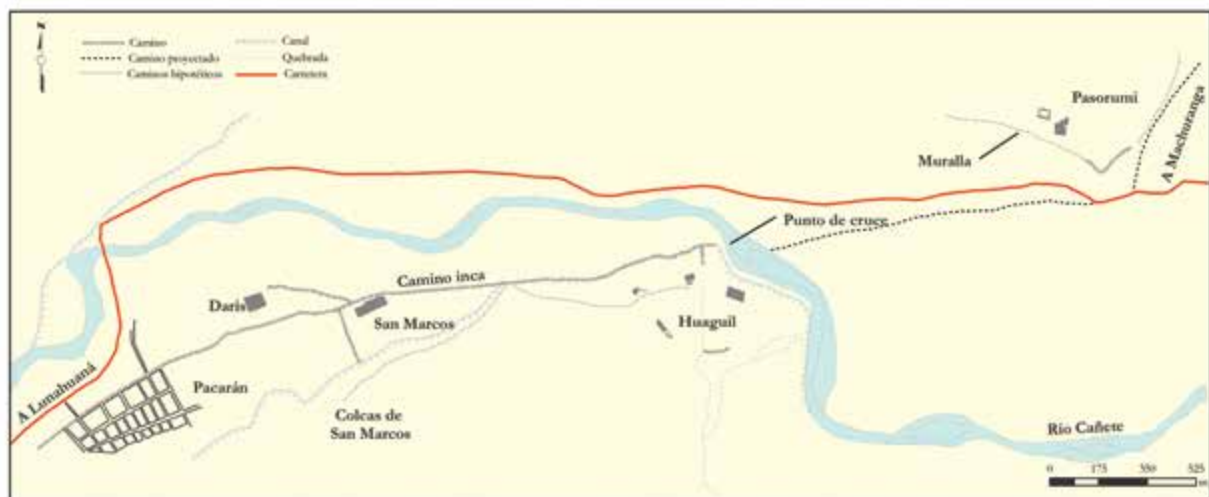 N
Camino
Camino proyectado
Caminos hipotéticos
Canal
Quebrada
Carretera
Pasorumi
Muralla
A Machuranga
Punto de cruce
Camino inca
Daris
San Marcos
Huaguil
A Lunahuaná
Pacarán
Colcas de
San Marcos
Río Cañete
0 175 350 525
m